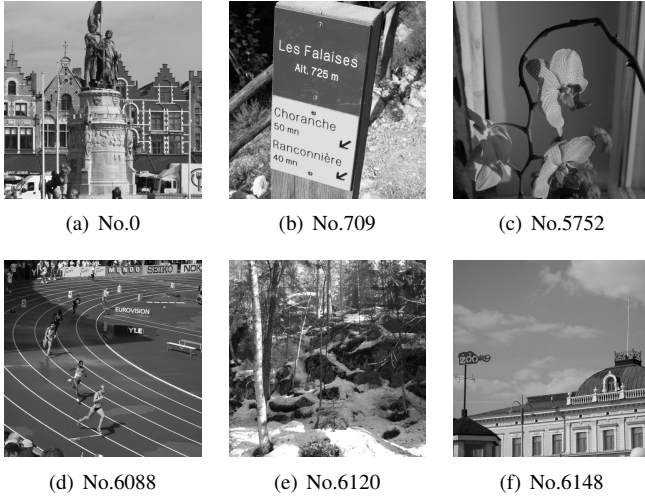 Les Falaises
Alt. 725 m
Choranche
50 mn
Ranconnière
40 mn
(a) No.0
(b) No.709
(c) No.5752
SEIKO
NOK
EUROVISION
YLE
ZOO
(d) No.6088
(e) No.6120
(f) No.6148